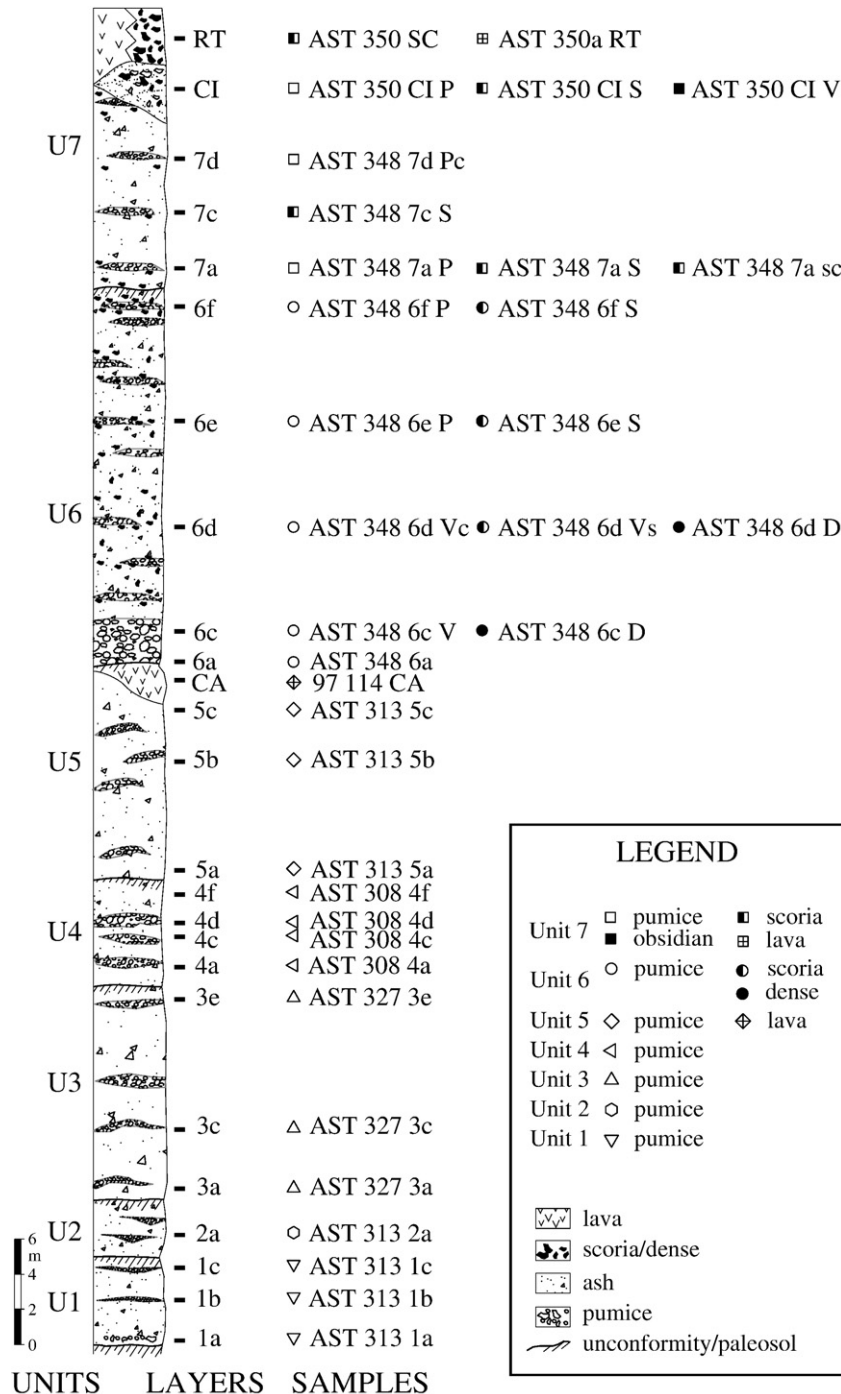 RT AST 350 SC AST 350a RT
CI AST 350 CI P AST 350 CI S AST 350 CI V
U7
7d AST 348 7d Pc
7c AST 348 7c S
7a AST 348 7a P AST 348 7a S AST 348 7a sc
6f AST 348 6f P AST 348 6f S
6e AST 348 6e P AST 348 6e S
U6
6d AST 348 6d Vc AST 348 6d Vs AST 348 6d D
6c AST 348 6c V AST 348 6c D
6a AST 348 6a
CA 97 114 CA
5c AST 313 5c
U5
5b AST 313 5b
5a AST 313 5a
4f AST 308 4f
U4
4d AST 308 4d
4c AST 308 4c
4a AST 308 4a
3e AST 327 3e
U3
3c AST 327 3c
3a AST 327 3a
U2
2a AST 313 2a
1c AST 313 1c
U1
1b AST 313 1b
1a AST 313 1a
6
m
4
2
0
UNITS LAYERS SAMPLES
LEGEND
Unit 7 pumice scoria
obsidian lava
Unit 6 pumice scoria
dense
Unit 5 pumice lava
Unit 4 pumice
Unit 3 pumice
Unit 2 pumice
Unit 1 pumice
lava
scoria/dense
ash
pumice
unconformity/paleosol